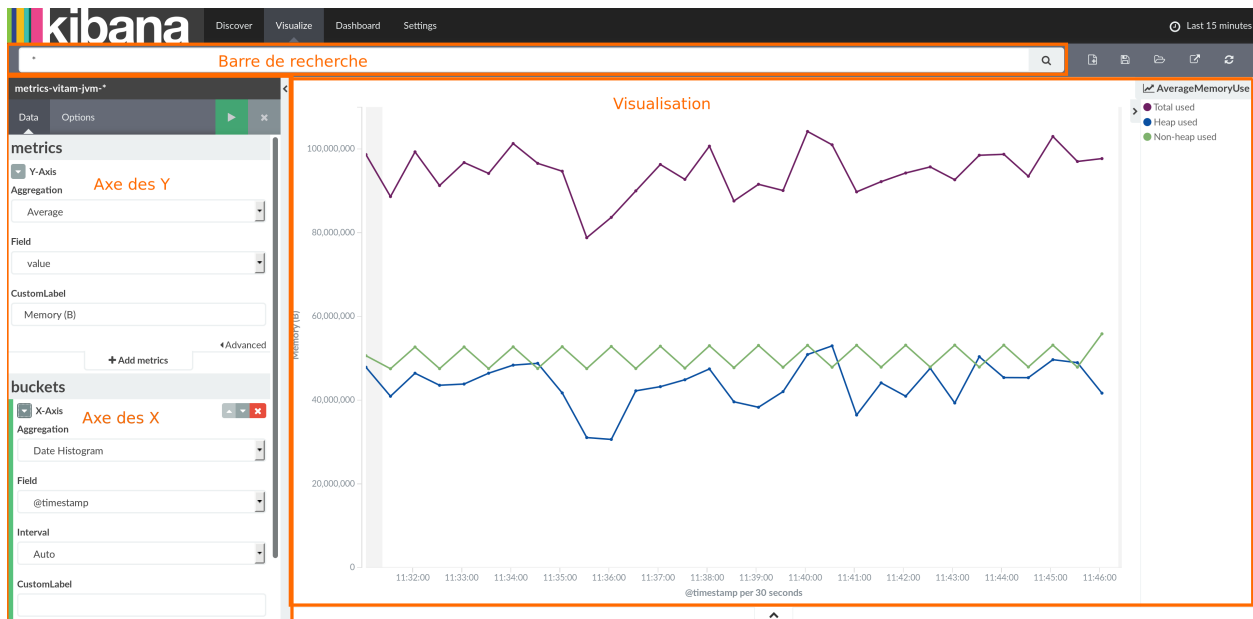 kibana
Discover Visualize Dashboard Settings Last 15 minutes
* Barre de recherche
metrics-vitam-jvm-*
Data Options
metrics
Y-Axis
Axe des Y
Aggregation
Average
Field
value
CustomLabel
Memory (B)
Advanced
Add metrics
buckets
X-Axis
Axe des X
Aggregation
Date Histogram
Field
@timestamp
Interval
Auto
CustomLabel
Visualisation
100,000,000
80,000,000
60,000,000
40,000,000
20,000,000
0
Memory (B)
11:32:00 11:33:00 11:34:00 11:35:00 11:36:00 11:37:00 11:38:00 11:39:00 11:40:00 11:41:00 11:42:00 11:43:00 11:44:00 11:45:00 11:46:00
@timestamp per 30 seconds
AverageMemoryUse
Total used
Heap used
Non-heap used